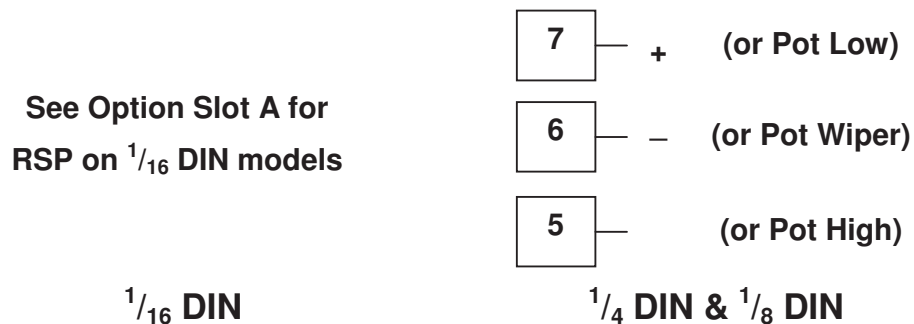 See Option Slot A for
RSP on 1/16 DIN models
1/16 DIN
7 + (or Pot Low)
6 − (or Pot Wiper)
5 (or Pot High)
1/4 DIN & 1/8 DIN